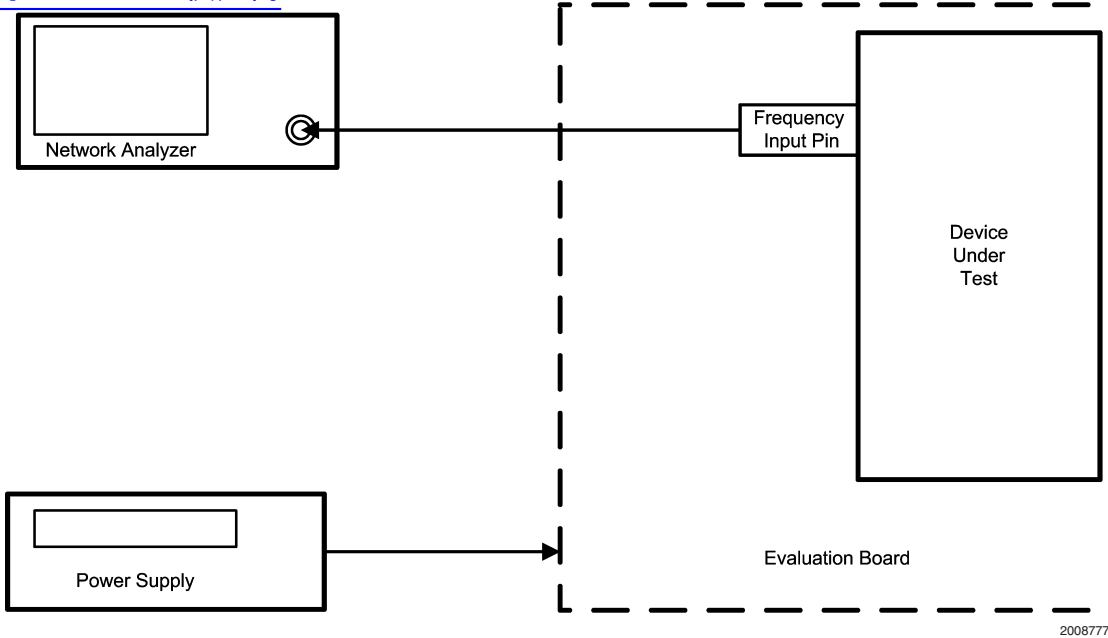 Network Analyzer
Frequency
Input Pin
Device
Under
Test
Power Supply
Evaluation Board
2008777